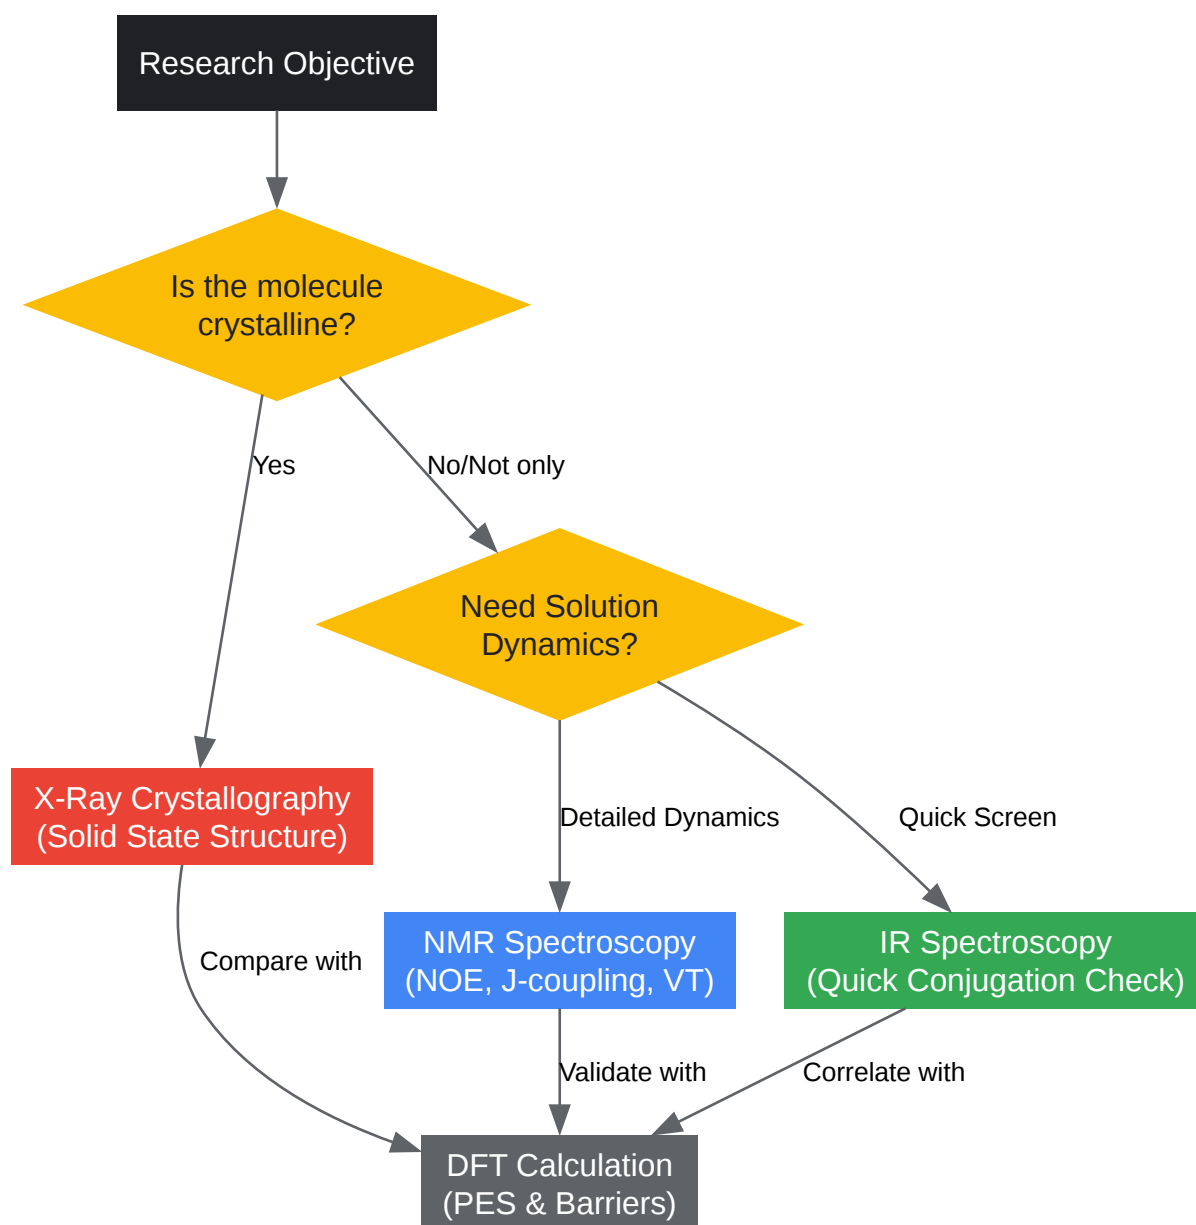 Research Objective
Is the molecule
crystalline?
Yes
No/Not only
Need Solution
Dynamics?
X-Ray Crystallography
(Solid State Structure)
Detailed Dynamics
Quick Screen
NMR Spectroscopy
(NOE, J-coupling, VT)
IR Spectroscopy
(Quick Conjugation Check)
Compare with
Validate with
Correlate with
DFT Calculation
(PES & Barriers)